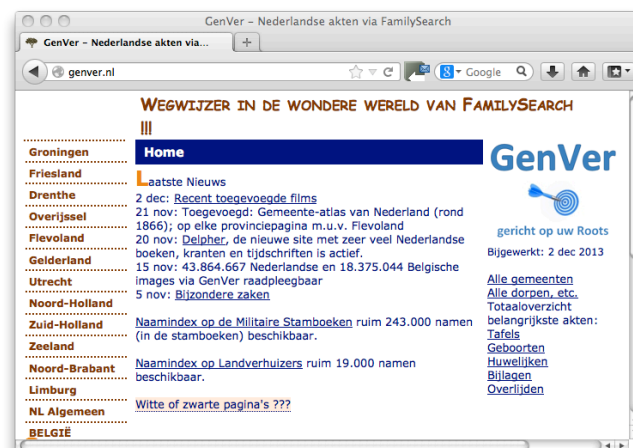 GenVer – Nederlandse akten via FamilySearch
GenVer – Nederlandse akten via...
genver.nl
Google
WEGWIJZER IN DE WONDERE WERELD VAN FAMILYSEARCH
!!!
Groningen
Friesland
Drenthe
Overijssel
Flevoland
Gelderland
Utrecht
Noord-Holland
Zuid-Holland
Zeeland
Noord-Brabant
Limburg
NL Algemeen
BELGIË
Home
Laatste Nieuws
2 dec: Recent toegevoegde films
21 nov: Toegevoegd: Gemeente-atlas van Nederland (rond
1866); op elke provinciepagina m.u.v. Flevoland
20 nov: Delpher, de nieuwe site met zeer veel Nederlandse
boeken, kranten en tijdschriften is actief.
15 nov: 43.864.667 Nederlandse en 18.375.044 Belgische
images via GenVer raadpleegbaar
5 nov: Bijzondere zaken
Naamindex op de Militaire Stamboeken ruim 243.000 namen
(in de stamboeken) beschikbaar.
Naamindex op Landverhuizers ruim 19.000 namen
beschikbaar.
Witte of zwarte pagina's ???
GenVer
gericht op uw Roots
Bijgewerkt: 2 dec 2013
Alle gemeenten
Alle dorpen, etc.
Totaaloverzicht
belangrijkste akten:
Tafels
Geboorten
Huwelijken
Bijlagen
Overlijden